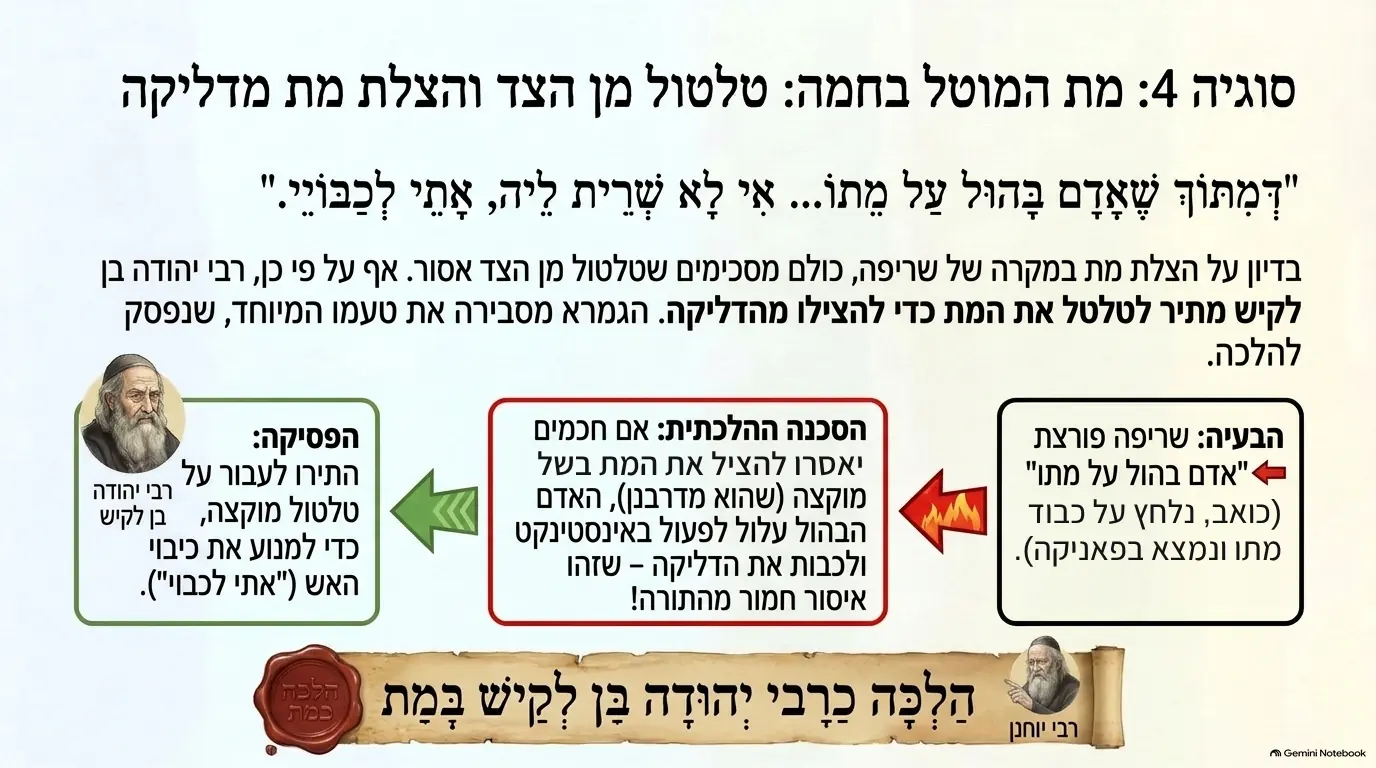 סוגיה 4: מת המוטל בחמה: טלטול מן הצד והצלת מת מדליקה
"דְּמִתּוֹךְ שֶׁאָדָם בָּהוּל עַל מֵתוֹ... אִי לָא שְׁרֵית לֵיהּ, אָתֵי לְכַבּוֹיֵי."
בדיון על הצלת מת במקרה של שריפה, כולם מסכימים שטלטול מן הצד אסור. אף על פי כן, רבי יהודה בן
לקיש מתיר לטלטל את המת כדי להצילו מהדליקה. הגמרא מסבירה את טעמו המיוחד, שנפסק
להלכה.
הבעיה: שריפה פורצת
"אדם בהול על מתו"
(כואב, נלחץ על כבוד
מתו ונמצא בפאניקה).
הסכנה ההלכתית: אם חכמים
יאסרו להציל את המת בשל
מוקצה (שהוא מדרבנן), האדם
הבהול עלול לפעול באינסטינקט
ולכבות את הדליקה – שזהו
איסור חמור מהתורה!
הפסיקה:
התירו לעבור על
טלטול מוקצה,
כדי למנוע את כיבוי
האש ("אתי לכבוי").
רבי יהודה
בן לקיש
הַלְכָּה כַרָבי יְהוּדָה בָּן לְקַישׁ בָּמָת
רבי יוחנן
הלכה
כמת
Gemini Notebook